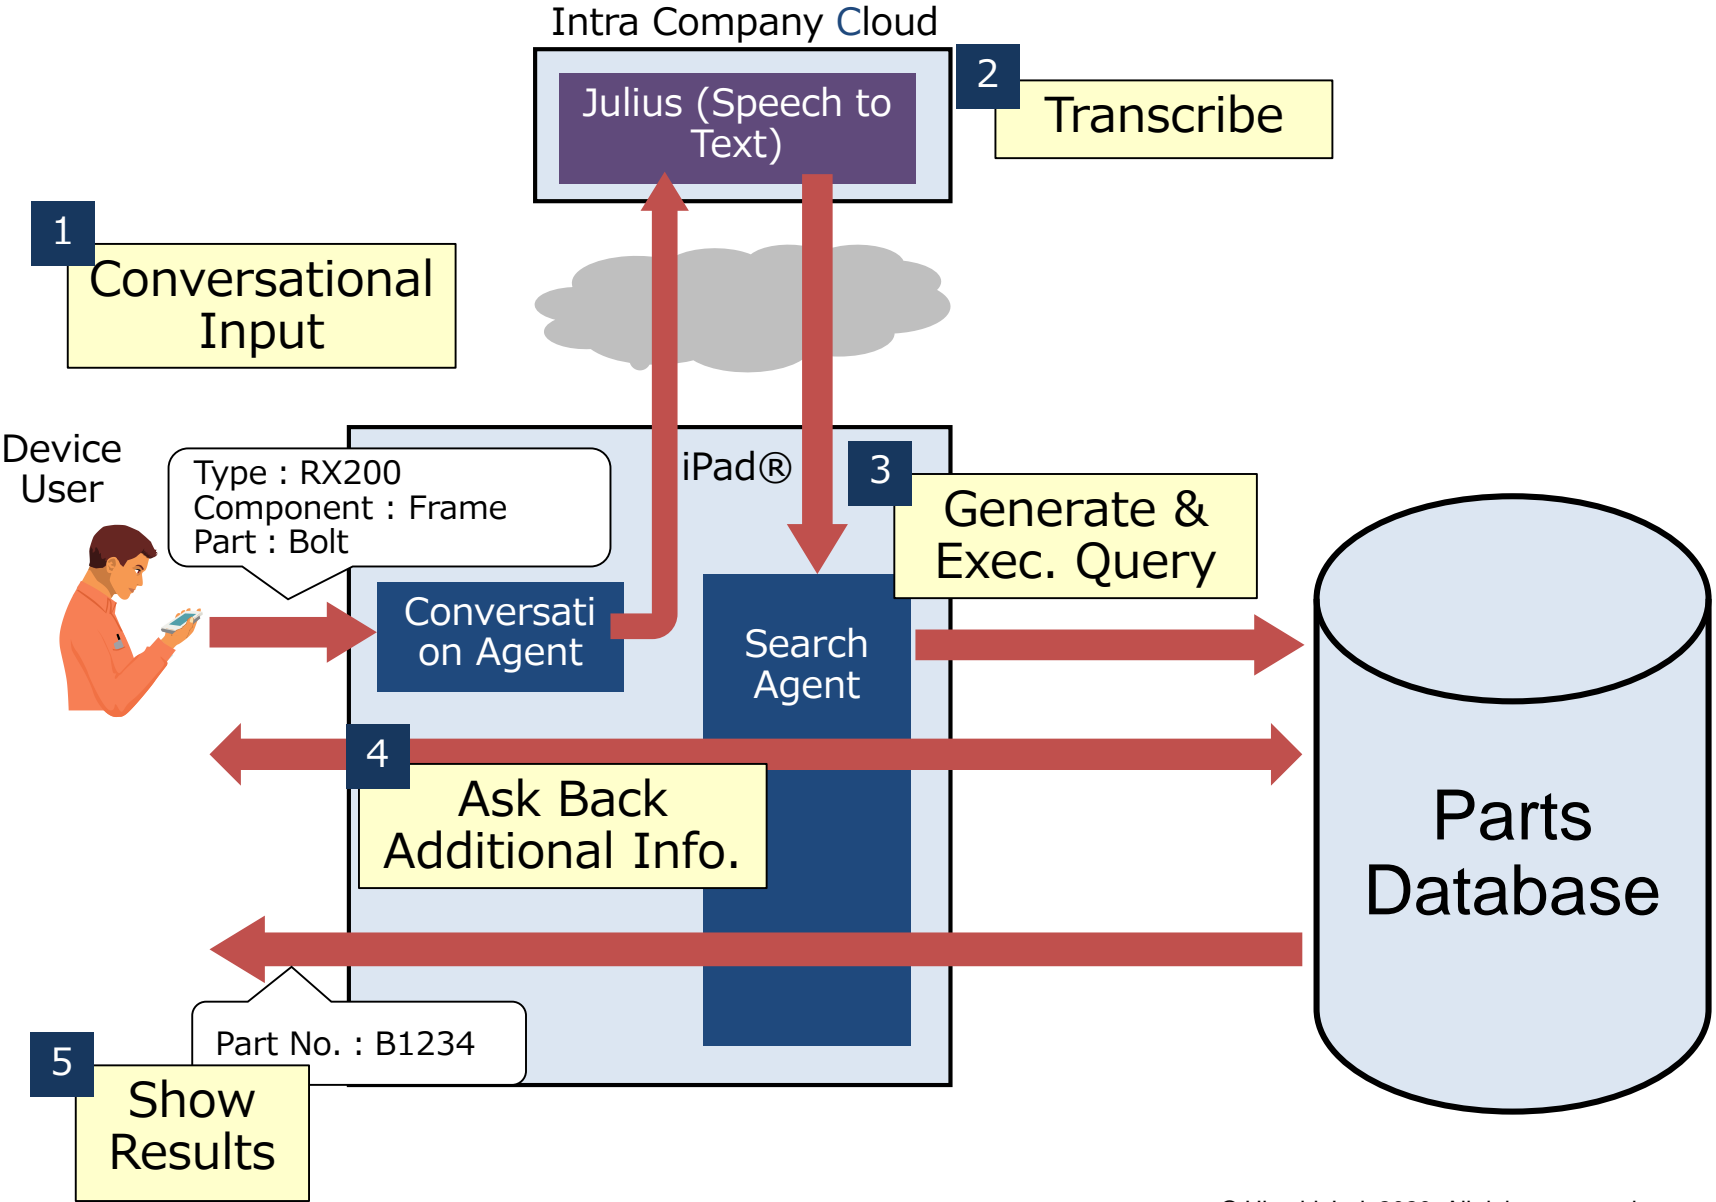 Intra Company Cloud
Julius (Speech to
Text)
2
Transcribe
1
Conversational
Input
Device
User
Type : RX200
Component : Frame
Part : Bolt
iPad®
3
Generate &
Exec. Query
Conversati
on Agent
Search
Agent
4
Ask Back
Additional Info.
Parts
Database
Part No. : B1234
5
Show
Results